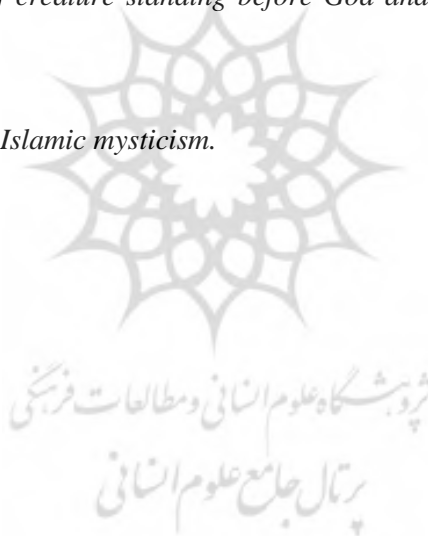 creature standing before God and
Islamic mysticism.
پژوهشگاه علوم انسانی و مطالعات فرهنگی
پرتال جامع علوم انسانی